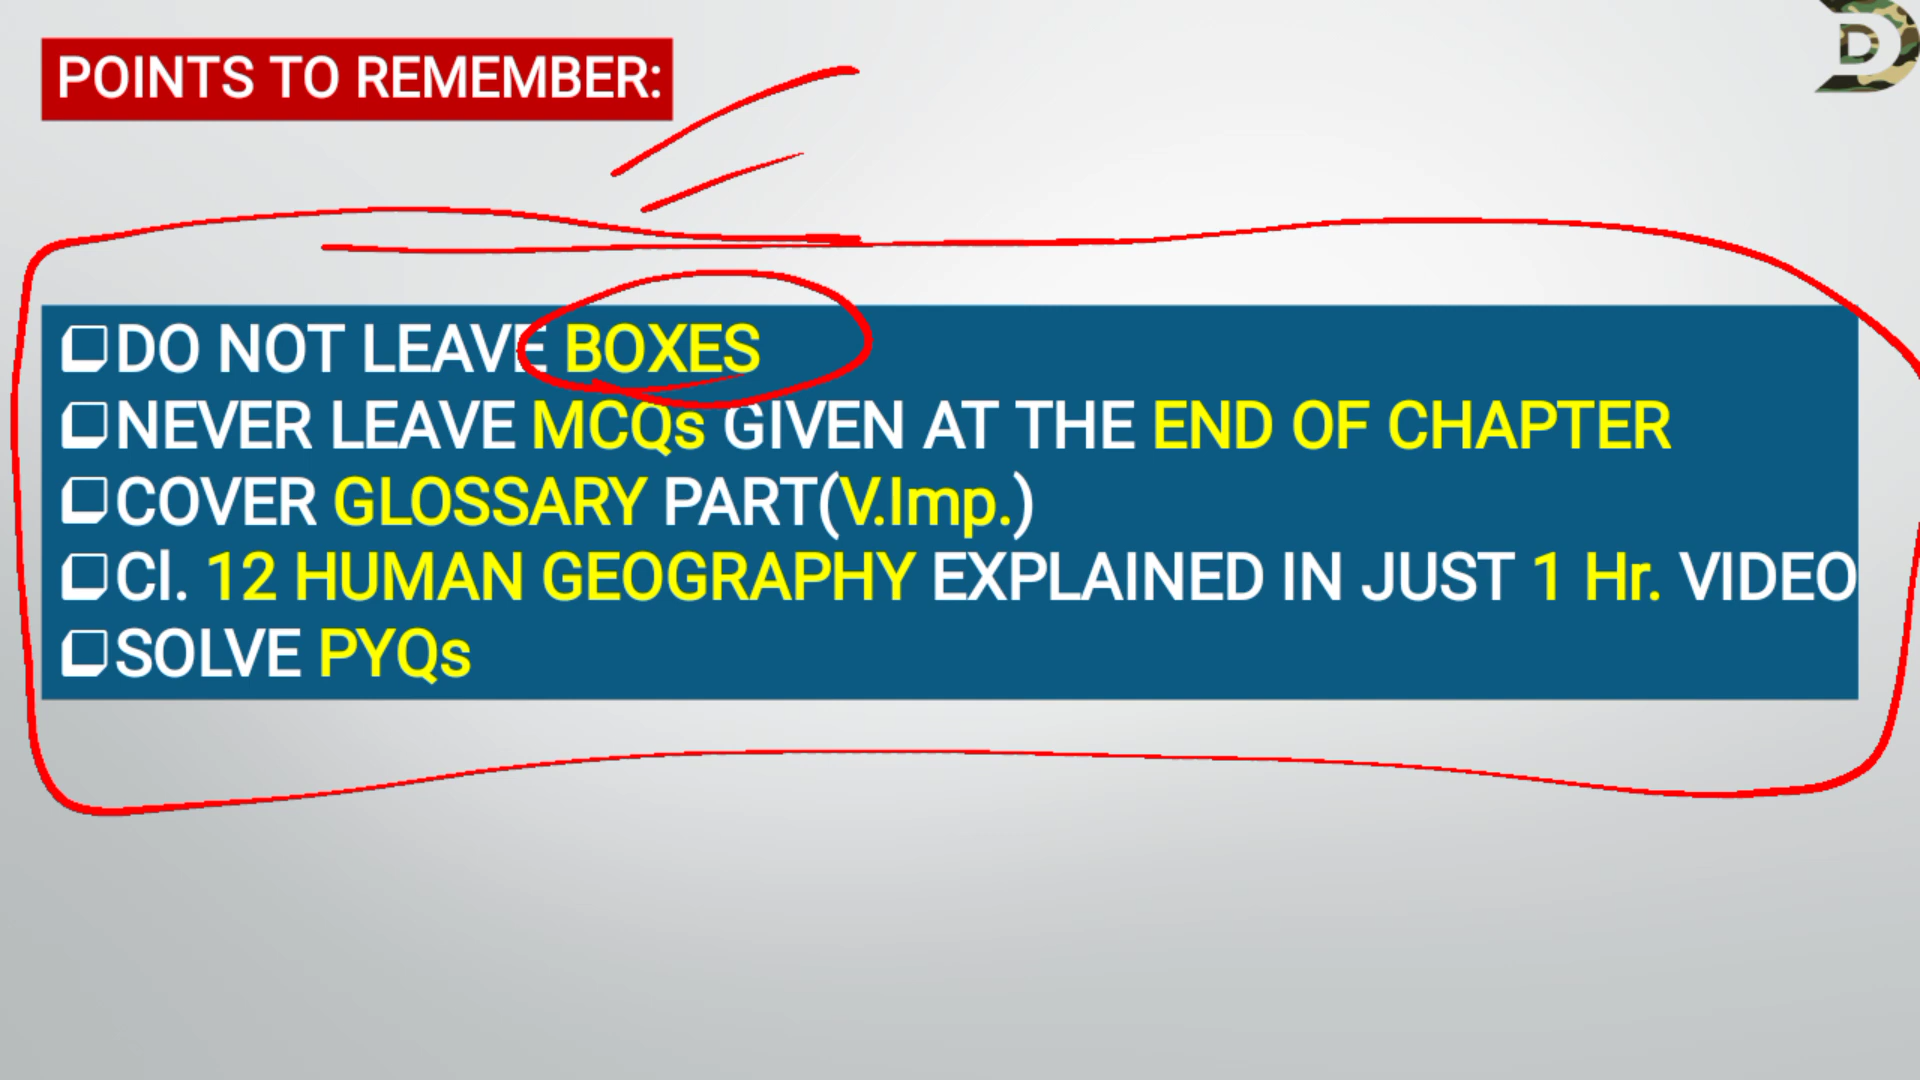 POINTS TO REMEMBER:
D
❑DO NOT LEAVE BOXES
❑NEVER LEAVE MCQs GIVEN AT THE END OF CHAPTER
❑COVER GLOSSARY PART(V.Imp.)
❑Cl. 12 HUMAN GEOGRAPHY EXPLAINED IN JUST 1 Hr. VIDEO
❑SOLVE PYQs